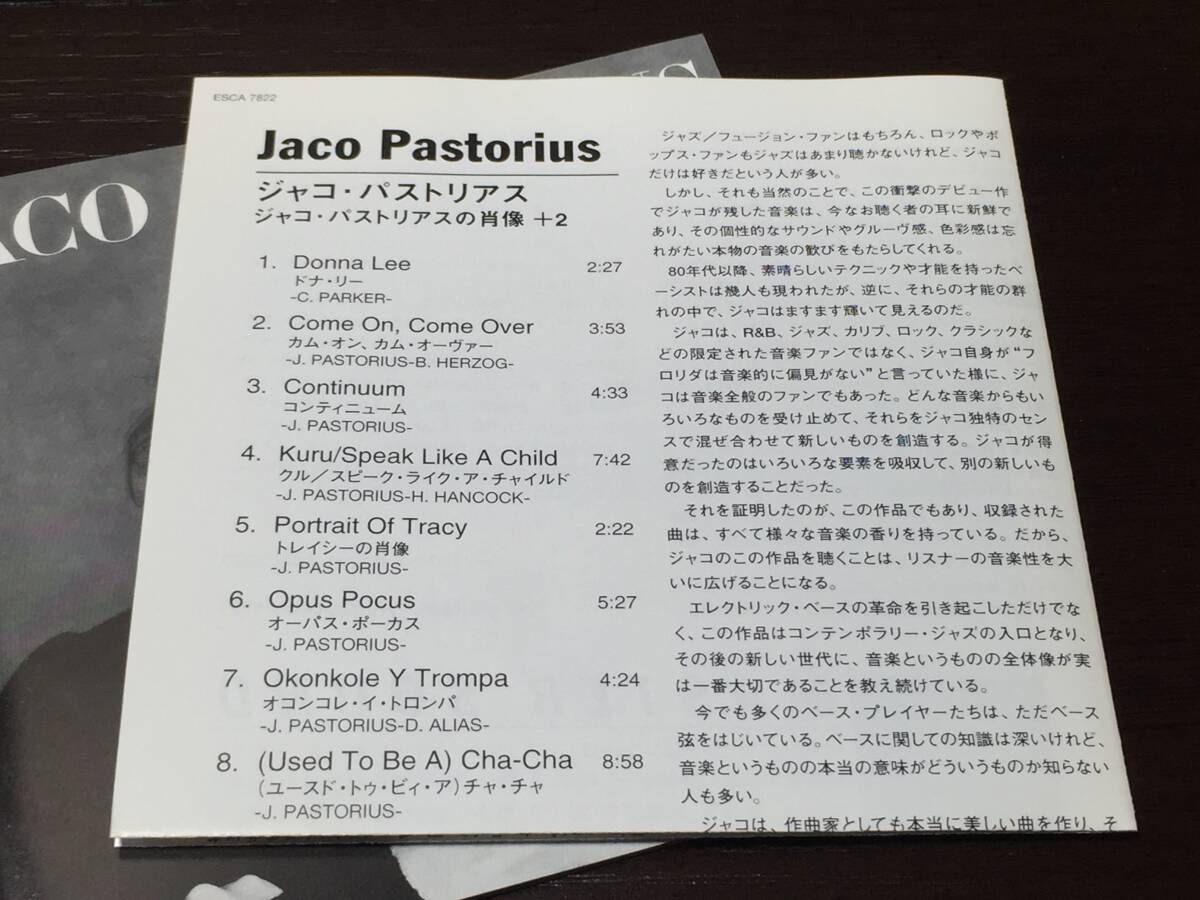 ESCA 7822
Jaco Pastorius
ジャコ・パストリアス
ジャコ・パストリアスの肖像 +2
1. Donna Lee 2:27
ドナ・リー
-C. PARKER-
2. Come On, Come Over 3:53
カム・オン、カム・オーヴァー
-J. PASTORIUS-B. HERZOG-
3. Continuum 4:33
コンティニューム
-J. PASTORIUS-
4. Kuru/Speak Like A Child 7:42
クル/スピーク・ライク・ア・チャイルド
-J. PASTORIUS-H. HANCOCK-
5. Portrait Of Tracy 2:22
トレイシーの肖像
-J. PASTORIUS-
6. Opus Pocus 5:27
オーパス・ポーカス
-J. PASTORIUS-
7. Okonkole Y Trompa 4:24
オコンコレ・イ・トロンパ
-J. PASTORIUS-D. ALIAS-
8. (Used To Be A) Cha-Cha 8:58
(ユースド・トゥ・ビィ・ア)チャ・チャ
-J. PASTORIUS-
ジャズ/フュージョン・ファンはもちろん、ロックやポ
ップス・ファンもジャズはあまり聴かないけれど、ジャコ
だけは好きだという人が多い。
しかし、それも当然のことで、この衝撃のデビュー作
でジャコが残した音楽は、今なお聴く者の耳に新鮮で
あり、その個性的なサウンドやグルーヴ感、色彩感は忘
れがたい本物の音楽の歓びをもたらしてくれる。
80年代以降、素晴らしいテクニックや才能を持ったベ
ーシストは幾人も現われたが、逆に、それらの才能の群
れの中で、ジャコはますます輝いて見えるのだ。
ジャコは、R&B、ジャズ、カリブ、ロック、クラシックな
どの限定された音楽ファンではなく、ジャコ自身が“フ
ロリダは音楽的に偏見がない”と言っていた様に、ジャ
コは音楽全般のファンでもあった。どんな音楽からもい
ろいろなものを受け止めて、それらをジャコ独特のセン
スで混ぜ合わせて新しいものを創造する。ジャコが得
意だったのはいろいろな要素を吸収して、別の新しいも
のを創造することだった。
それを証明したのが、この作品でもあり、収録された
曲は、すべて様々な音楽の香りを持っている。だから、
ジャコのこの作品を聴くことは、リスナーの音楽性を大
いに広げることになる。
エレクトリック・ベースの革命を引き起こしただけでな
く、この作品はコンテンポラリー・ジャズの入口となり、
その後の新しい世代に、音楽というものの全体像が実
は一番大切であることを教え続けている。
今でも多くのベース・プレイヤーたちは、ただベース
弦をはじいている。ベースに関しての知識は深いけれど、
音楽というものの本当の意味がどういうものか知らない
人も多い。
ジャコは、作曲家としても本当に美しい曲を作り、そ
ACO